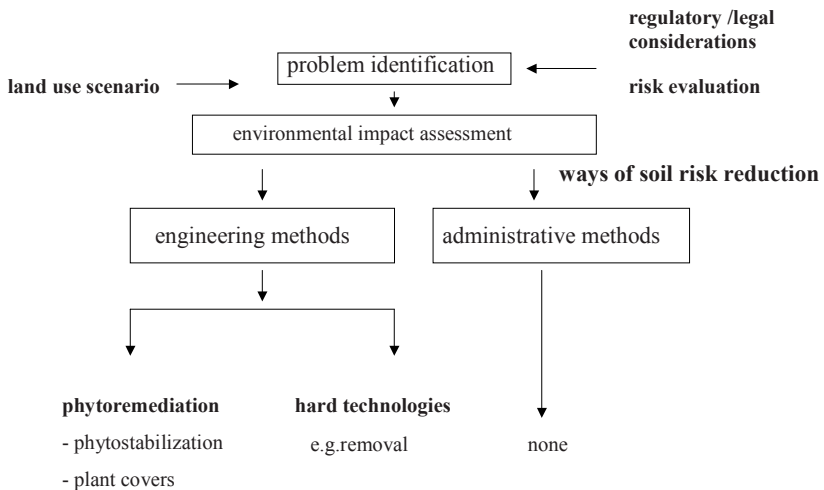 regulatory /legal
considerations
problem identification
land use scenario
risk evaluation
environmental impact assessment
ways of soil risk reduction
engineering methods
administrative methods
phytoremediation
hard technologies
- phytostabilization
e.g.removal
none
- plant covers